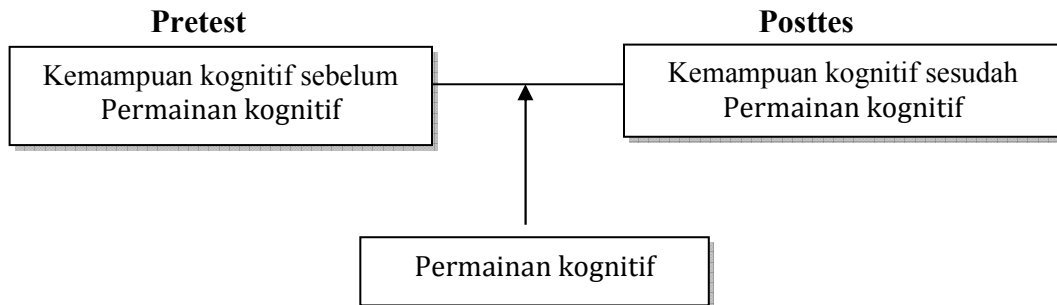 Pretest
Posttes
Kemampuan kognitif sebelum
Permainan kognitif
Kemampuan kognitif sesudah
Permainan kognitif
Permainan kognitif